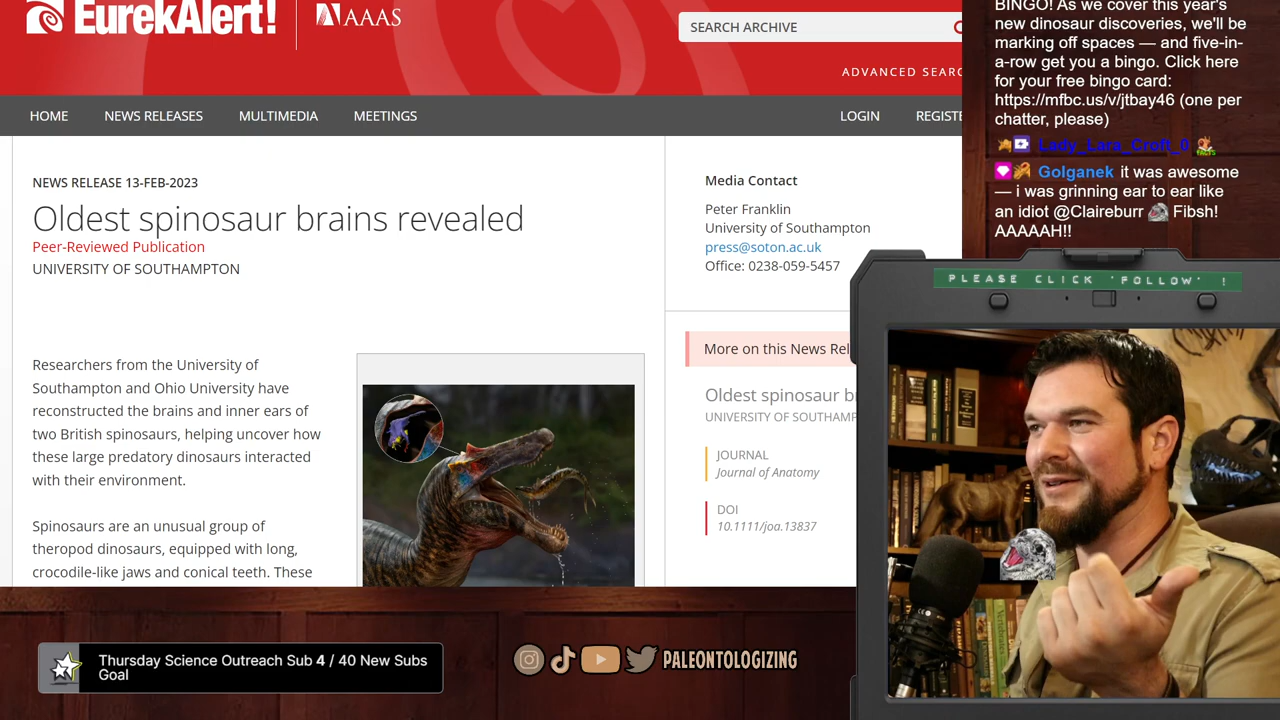 EurekAlert!
AAAS
SEARCH ARCHIVE
ADVANCED SEARC
HOME
NEWS RELEASES
MULTIMEDIA
MEETINGS
LOGIN
REGISTE
NEWS RELEASE 13-FEB-2023
Oldest spinosaur brains revealed
Peer-Reviewed Publication
UNIVERSITY OF SOUTHAMPTON
Researchers from the University of
Southampton and Ohio University have
reconstructed the brains and inner ears of
two British spinosaurs, helping uncover how
these large predatory dinosaurs interacted
with their environment.
Spinosaurs are an unusual group of
theropod dinosaurs, equipped with long,
crocodile-like jaws and conical teeth. These
Media Contact
Peter Franklin
University of Southampton
press@soton.ac.uk
Office: 0238-059-5457
More on this News Rel
Oldest spinosaur b
UNIVERSITY OF SOUTHAMP
JOURNAL
Journal of Anatomy
DOI
10.1111/joa.13837
BINGO! As we cover this year's
new dinosaur discoveries, we'll be
marking off spaces — and five-in-
a-row get you a bingo. Click here
for your free bingo card:
https://mfbc.us/v/jtbay46 (one per
chatter, please)
Lady_Lara_Croft_0
Golganek it was awesome
— i was grinning ear to ear like
an idiot @Claireburr Fibsh!
AAAAAH!!
PLEASE CLICK 'FOLLOW' !
Thursday Science Outreach Sub 4 / 40 New Subs
Goal
PALEONTOLOGIZING